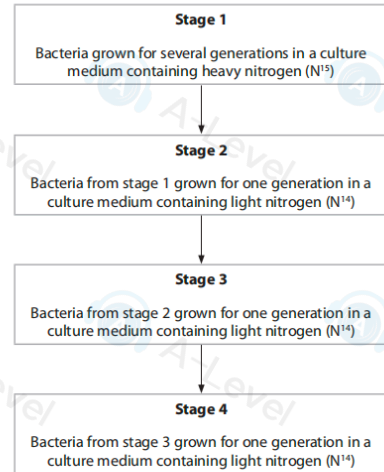 Stage 1
Bacteria grown for several generations in a culture
medium containing heavy nitrogen (N¹⁵)
Stage 2
Bacteria from stage 1 grown for one generation in a
culture medium containing light nitrogen (N¹⁴)
Stage 3
Bacteria from stage 2 grown for one generation in a
culture medium containing light nitrogen (N¹⁴)
Stage 4
Bacteria from stage 3 grown for one generation in a
culture medium containing light nitrogen (N¹⁴)
A-Level
A-Level